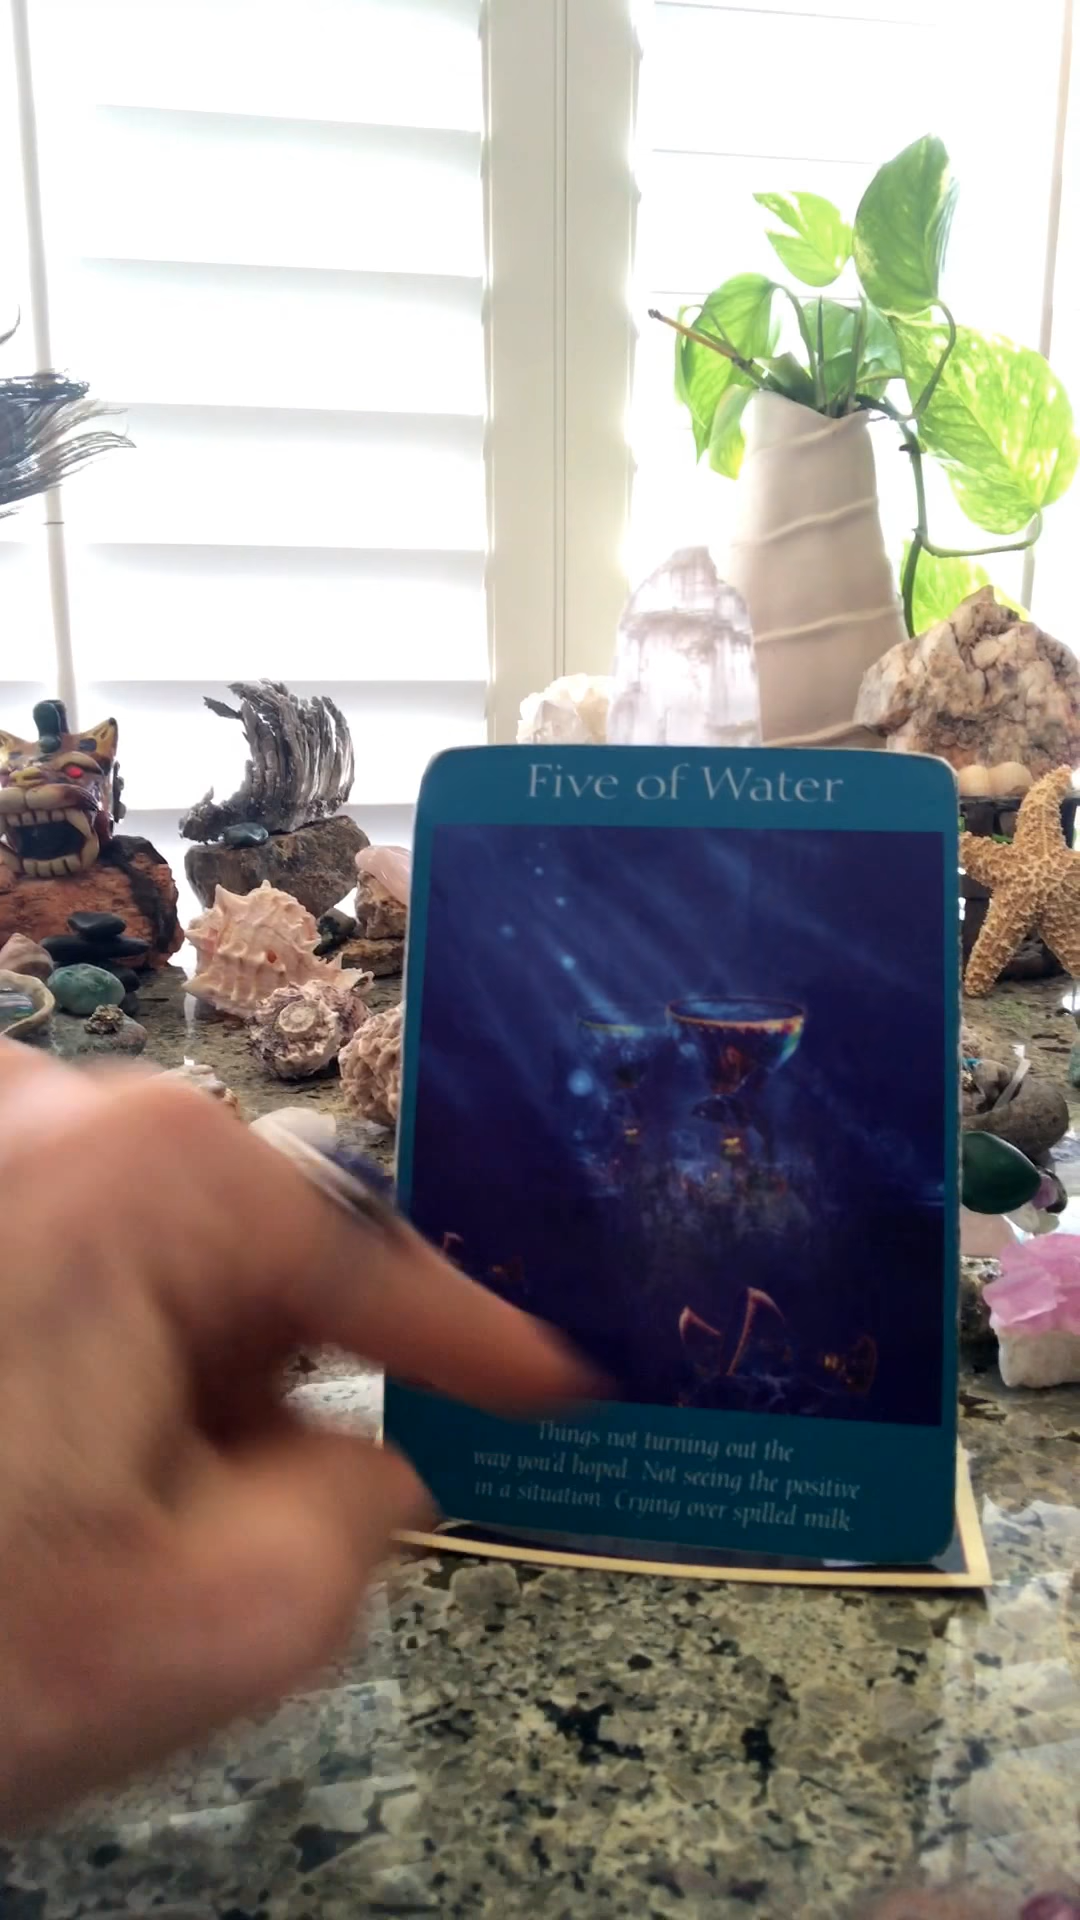 Five of Water
Things not turning out the
way you'd hoped. Not seeing the positive
in a situation. Crying over spilled milk.